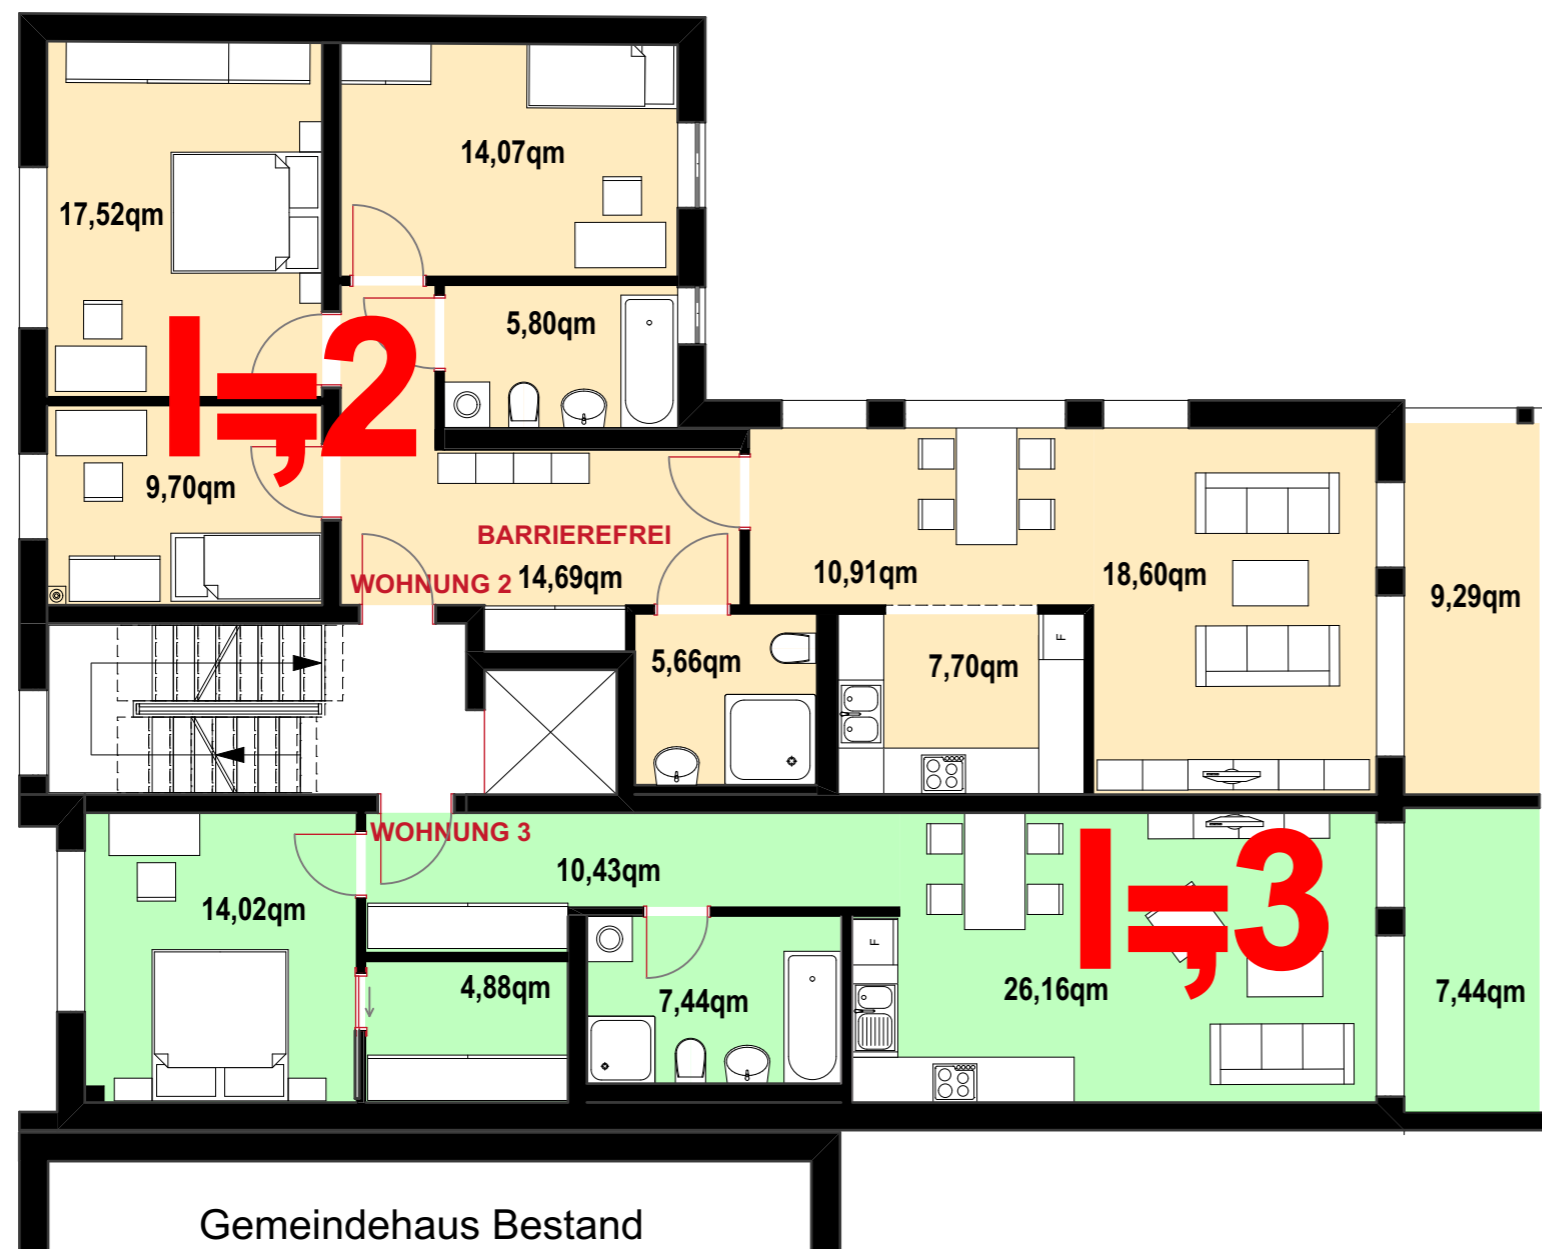 14,07qm
17,52qm
5,80qm
I=,2
9,70qm
BARRIEREFREI
WOHNUNG 2
14,69qm
10,91qm
18,60qm
9,29qm
F
5,66qm
7,70qm
WOHNUNG 3
10,43qm
I=,3
14,02qm
F
4,88qm
7,44qm
26,16qm
7,44qm
Gemeindehaus Bestand